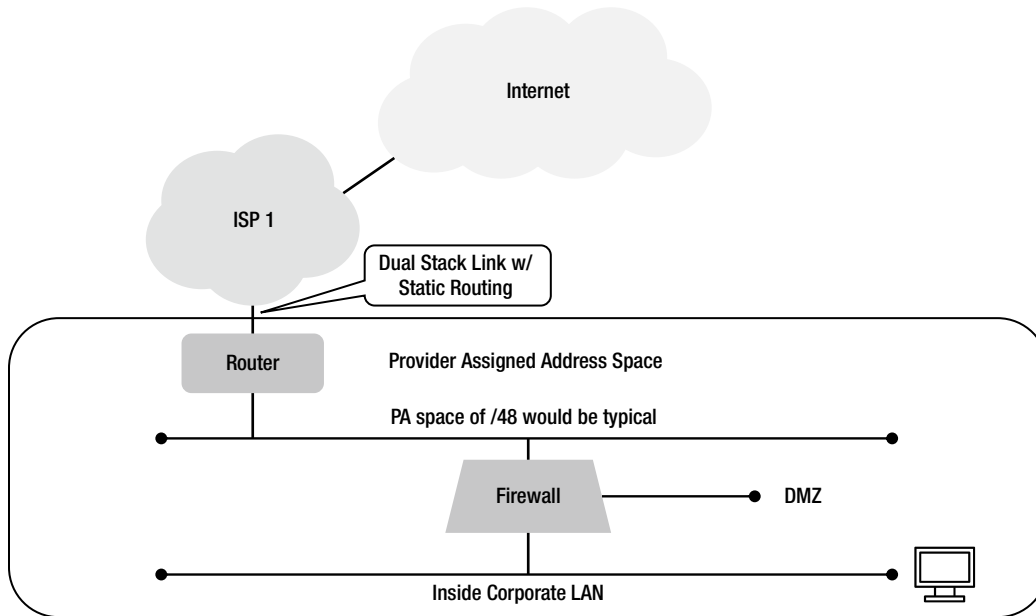 Internet
ISP 1
Dual Stack Link w/
Static Routing
Router
Provider Assigned Address Space
PA space of /48 would be typical
Firewall
DMZ
Inside Corporate LAN